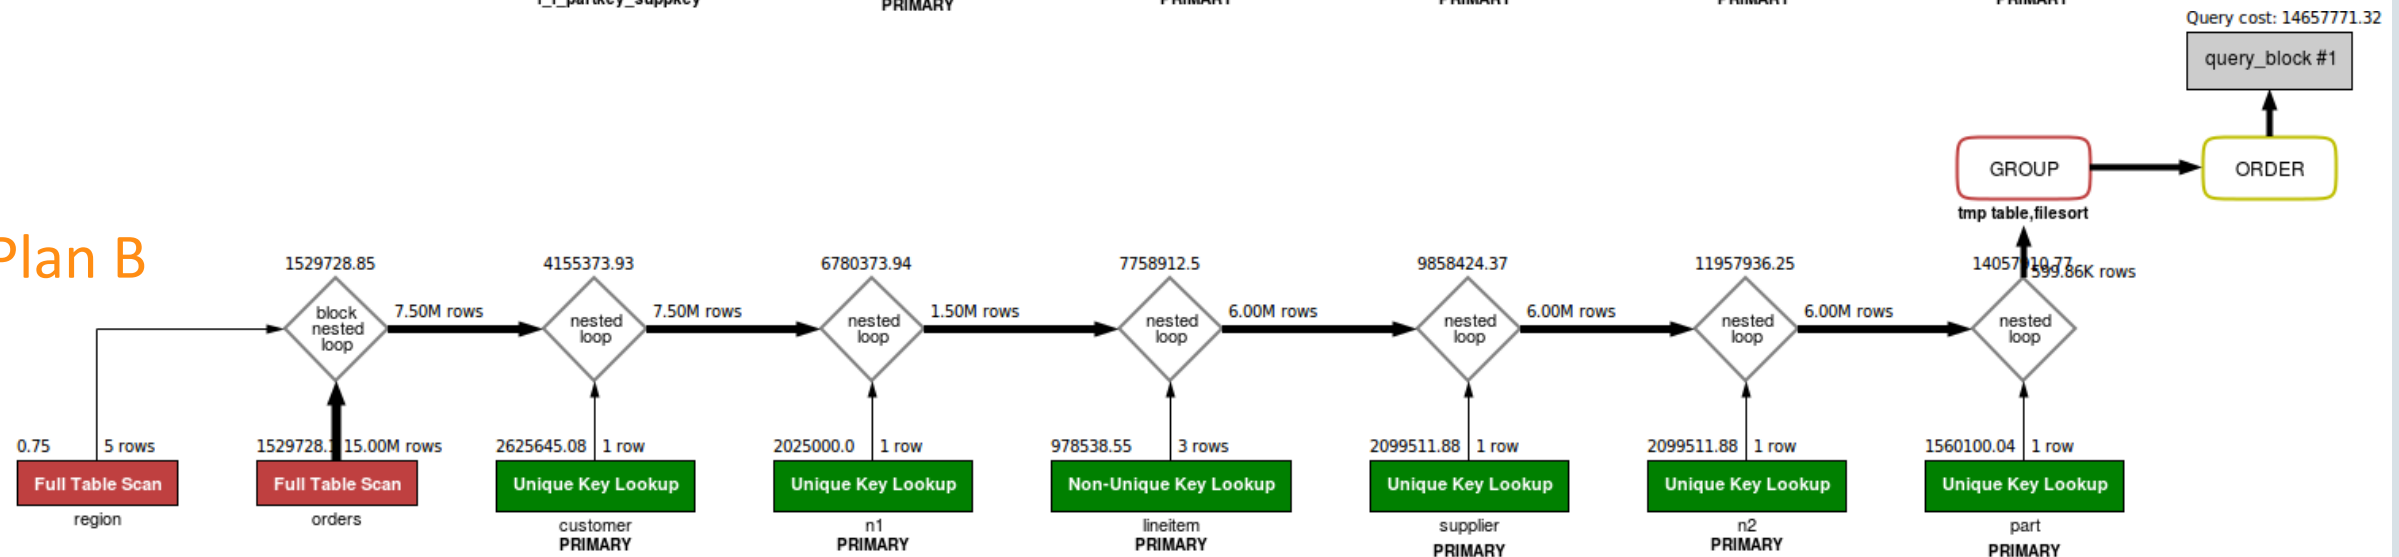 PRIMARY
Query cost: 14657771.32
query_block #1
GROUP
ORDER
tmp table,filesort
Plan B
1529728.85
4155373.93
6780373.94
7758912.5
9858424.37
11957936.25
599.86K rows
block
nested
loop
7.50M rows
nested
loop
7.50M rows
nested
loop
1.50M rows
nested
loop
6.00M rows
nested
loop
6.00M rows
nested
loop
6.00M rows
nested
loop
0.75
5 rows
15.00M rows
2625645.08
1 row
2025000.0
1 row
978538.55
3 rows
2099511.88
1 row
2099511.88
1 row
1560100.04
1 row
Full Table Scan
Full Table Scan
Unique Key Lookup
Unique Key Lookup
Non-Unique Key Lookup
Unique Key Lookup
Unique Key Lookup
Unique Key Lookup
region
orders
customer
n1
lineitem
supplier
n2
part
PRIMARY
PRIMARY
PRIMARY
PRIMARY
PRIMARY
PRIMARY